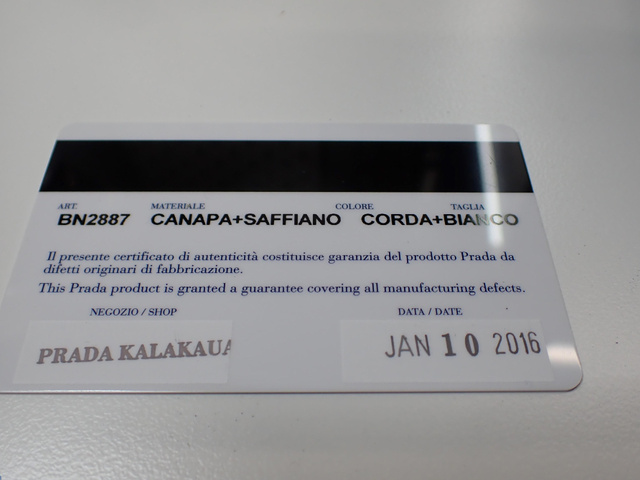 ART. MATERIALE COLORE TAGLIA
BN2887 CANAPA+SAFFIANO CORDA+BIANCO
Il presente certificato di autenticità costituisce garanzia del prodotto Prada da
difetti originari di fabbricazione.
This Prada product is granted a guarantee covering all manufacturing defects.
NEGOZIO / SHOP DATA / DATE
PRADA KALAKAUA JAN 10 2016